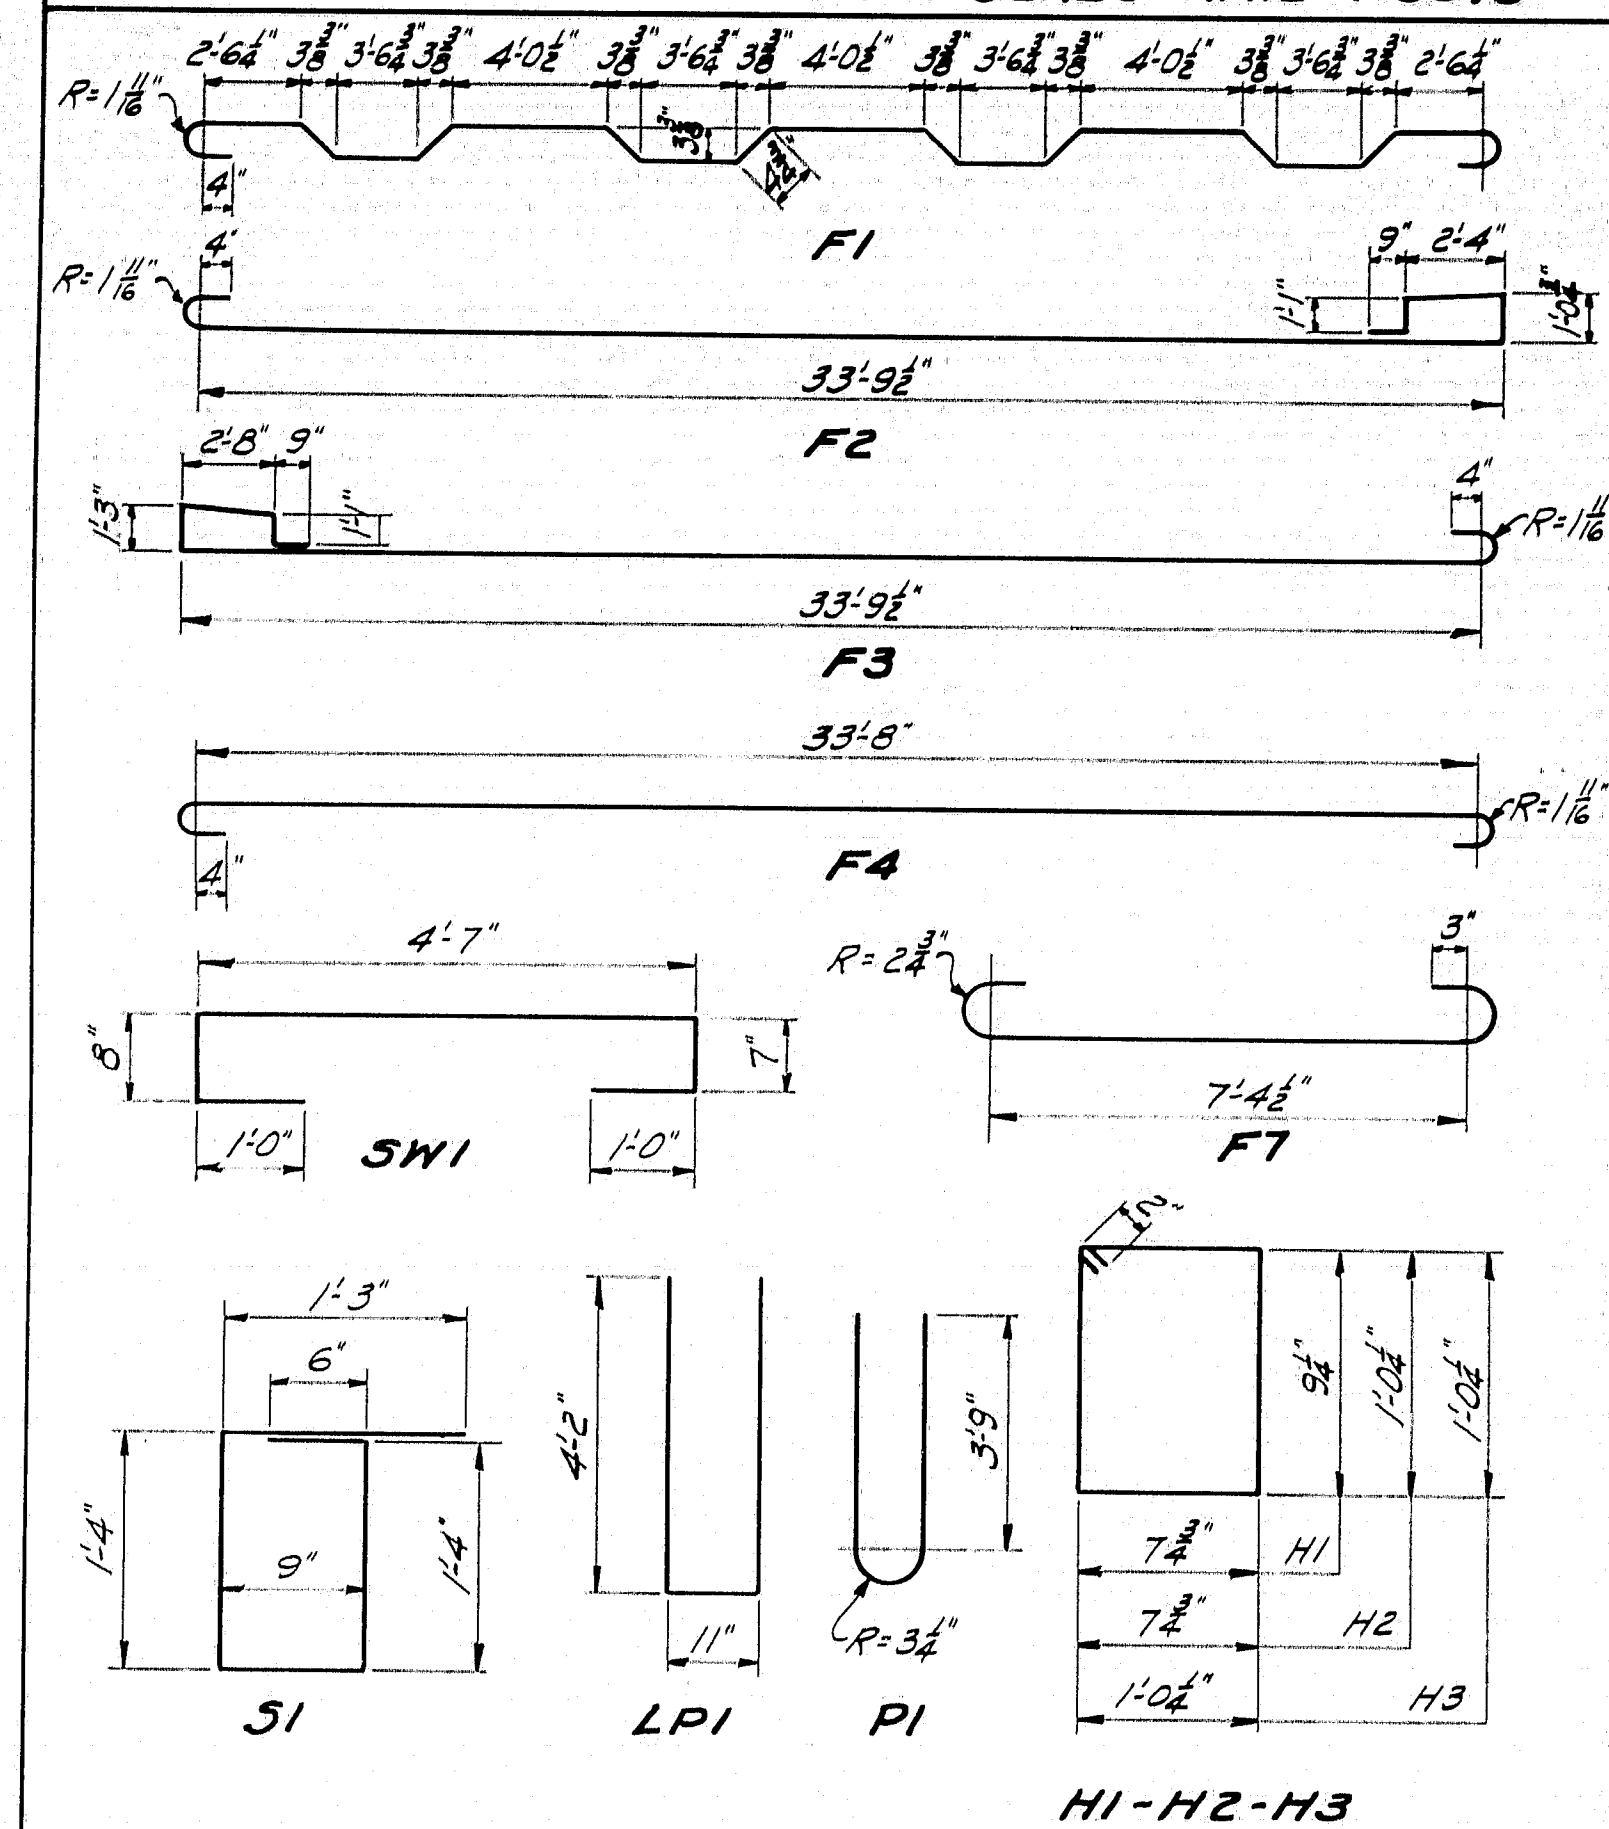 2'-6¼" 3⅜" 3'-6¾" 3⅜" 4'-0½" 3⅜" 3'-6¾" 3⅜" 4'-0½" 3⅜" 3'-6¾" 3⅜" 4'-0½" 3⅜" 3'-6¾" 3⅜" 2'-6¼"
R=1 11/16"
3⅜"
4¾"
4"
F1
4"
R=1 11/16"
9" 2'-4"
1'-1"
33'-9½"
F2
2'-8" 9"
1'-3"
1'-1"
4"
R=1 11/16
33'-9½"
F3
33'-8"
R=1 11/16"
4"
F4
4'-7"
8"
7"
1'-0" 1'-0"
SW1
R=2¾"
3"
7'-4½"
F7
1'-3"
6"
1'-4"
9"
1'-4"
S1
4'-2"
11"
LP1
3'-9"
R=3¼"
P1
9¼" 1'-0¼" 1'-0¼"
7¾" H1
7¾" H2
1'-0¼" H3
H1-H2-H3